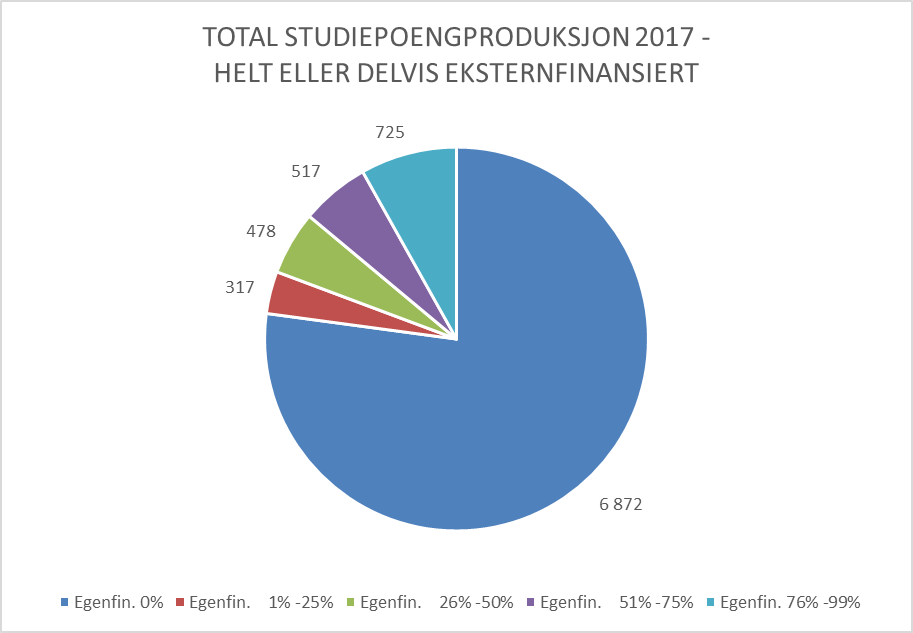 TOTAL STUDIEPOENGPRODUKSJON 2017 -
HELT ELLER DELVIS EKSTERNFINANSIERT
725
517
478
317
6 872
Egenfin. 0% Egenfin. 1% -25% Egenfin. 26% -50% Egenfin. 51% -75% Egenfin. 76% -99%